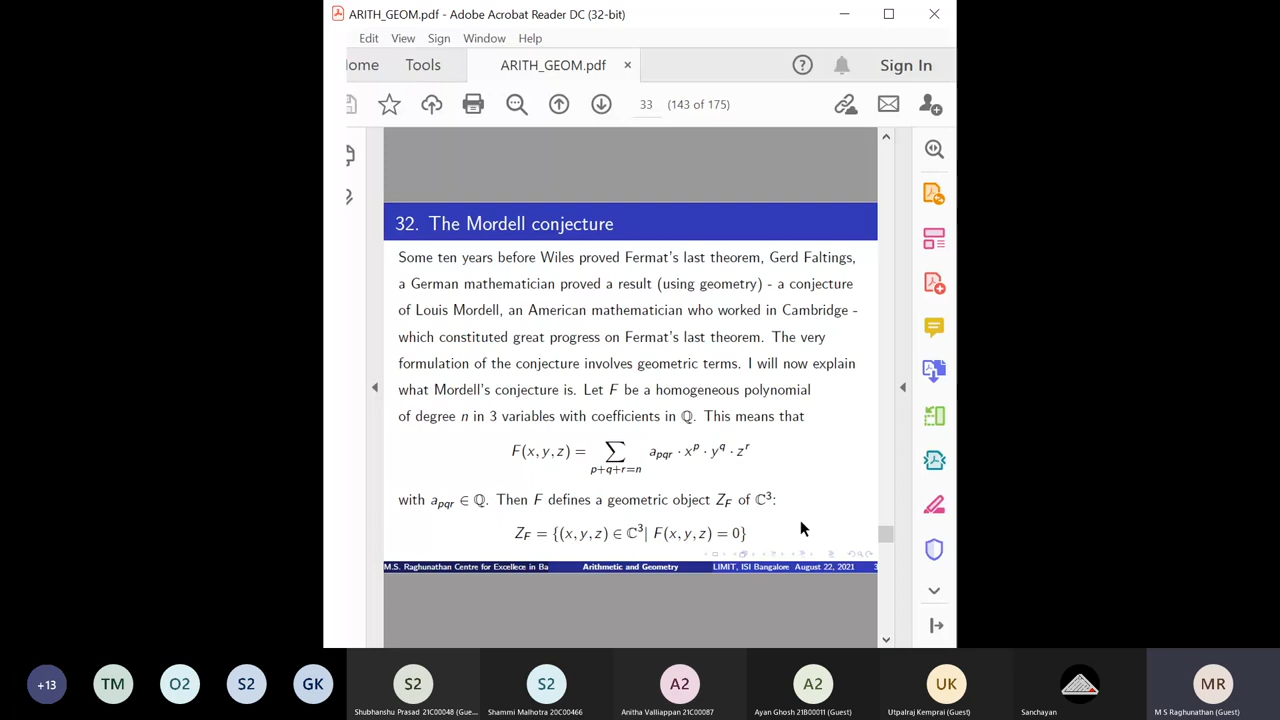 ARITH_GEOM.pdf - Adobe Acrobat Reader DC (32-bit)
Edit View Sign Window Help
ome Tools ARITH_GEOM.pdf × Sign In
33 (143 of 175)
32. The Mordell conjecture
Some ten years before Wiles proved Fermat's last theorem, Gerd Faltings,
a German mathematician proved a result (using geometry) - a conjecture
of Louis Mordell, an American mathematician who worked in Cambridge -
which constituted great progress on Fermat's last theorem. The very
formulation of the conjecture involves geometric terms. I will now explain
what Mordell's conjecture is. Let F be a homogeneous polynomial
of degree n in 3 variables with coefficients in ℚ. This means that
F(x, y, z) = ∑_{p+q+r=n} a_{pqr} · x^p · y^q · z^r
with a_{pqr} ∈ ℚ. Then F defines a geometric object Z_F of ℂ³:
Z_F = {(x, y, z) ∈ ℂ³| F(x, y, z) = 0}
M.S. Raghunathan Centre for Excellece in Ba Arithmetic and Geometry LIMIT, ISI Bangalore August 22, 2021 3
+13 TM O2 S2 GK S2 S2 A2 A2 UK MR
Shubhanshu Prasad 21C00048 (Gue... Shammi Malhotra 20C00466 Anitha Valliappan 21C00087 Ayan Ghosh 21B00011 (Guest) Utpalraj Kemprai (Guest) Sanchayan M S Raghunathan (Guest)